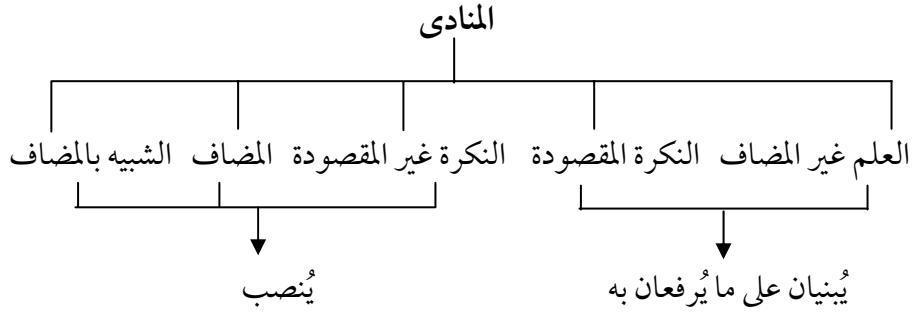 المنادى
العلم غير المضاف النكرة المقصودة النكرة غير المقصودة المضاف الشبيه بالمضاف
يُبنيان على ما يُرفعان به يُنصب